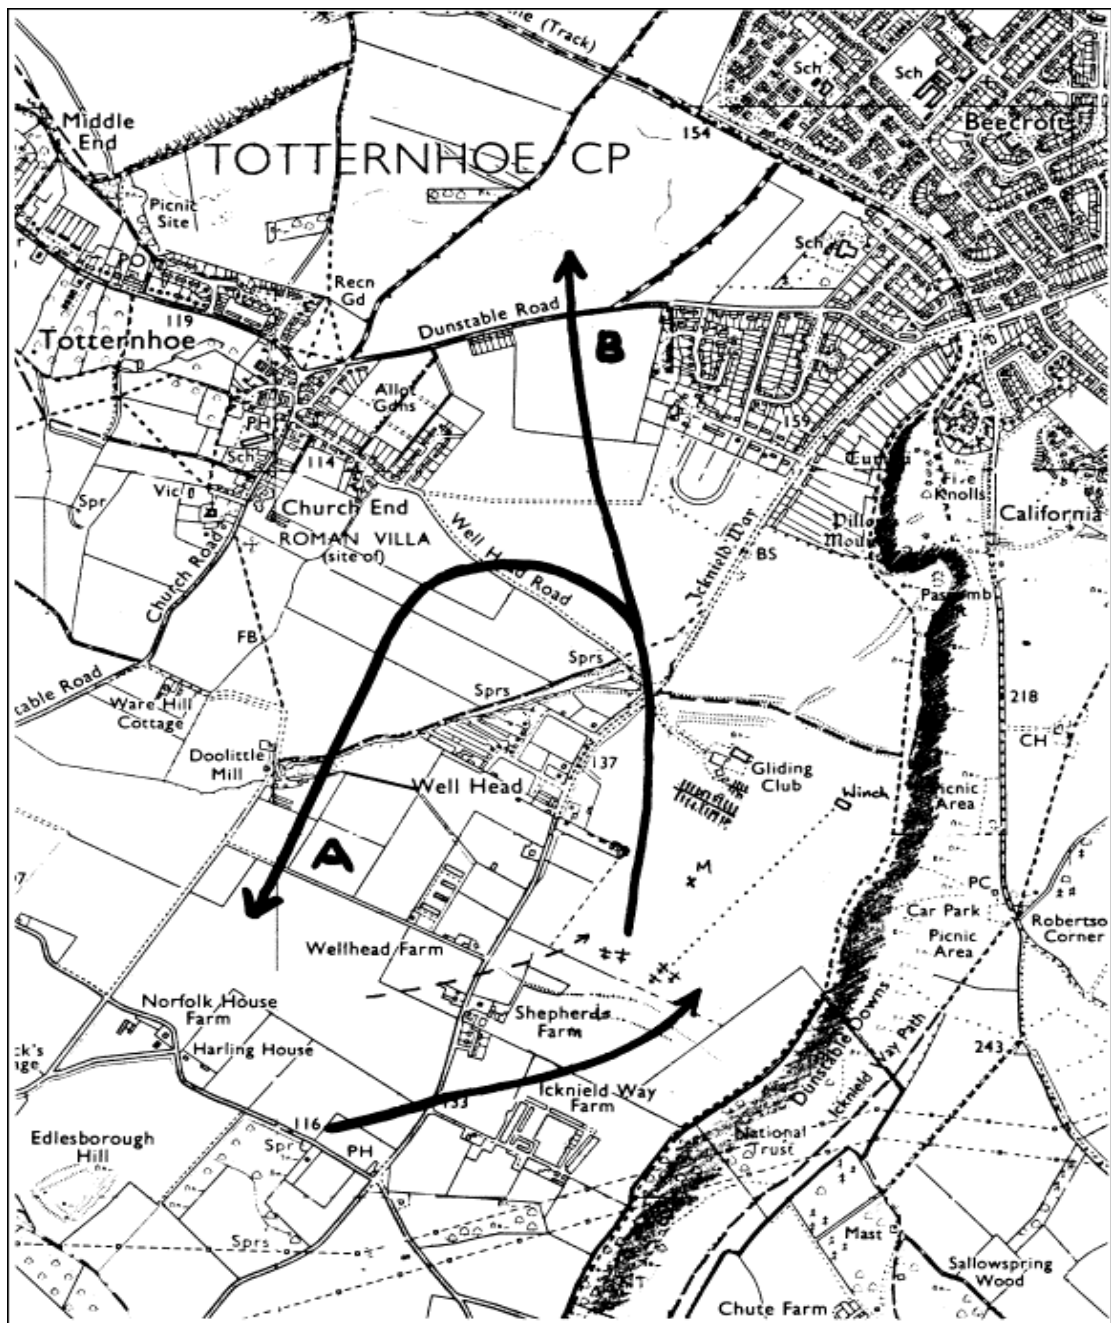 (Track)
Sch
Sch
Middle
End
154
Beecroft
TOTTERNHOE CP
Picnic
Site
Sch
PO
Recn
Gd
119
Dunstable Road
Totternhoe
B
Allot
Gdns
PH
159
Sch
114
Five
Knolls
Vic
Spr
Church End
California
Well Head Road
ROMAN VILLA
(site of)
Icknield Way
BS
Church Road
FB
Sprs
Sprs
218
Ware Hill
Cottage
CH
Doolittle
Mill
137
Gliding
Club
Well Head
Winch
Picnic
Area
A
M
PC
Car Park
Robertson
Corner
Picnic
Area
Wellhead Farm
Norfolk House
Farm
Shepherds
Farm
Dunstable Downs
Icknield Way Path
243
Harling House
Icknield Way
Farm
133
116
Edlesborough
Hill
Spr
PH
National
Trust
Sprs
Mast
Sallowspring
Wood
Chute Farm